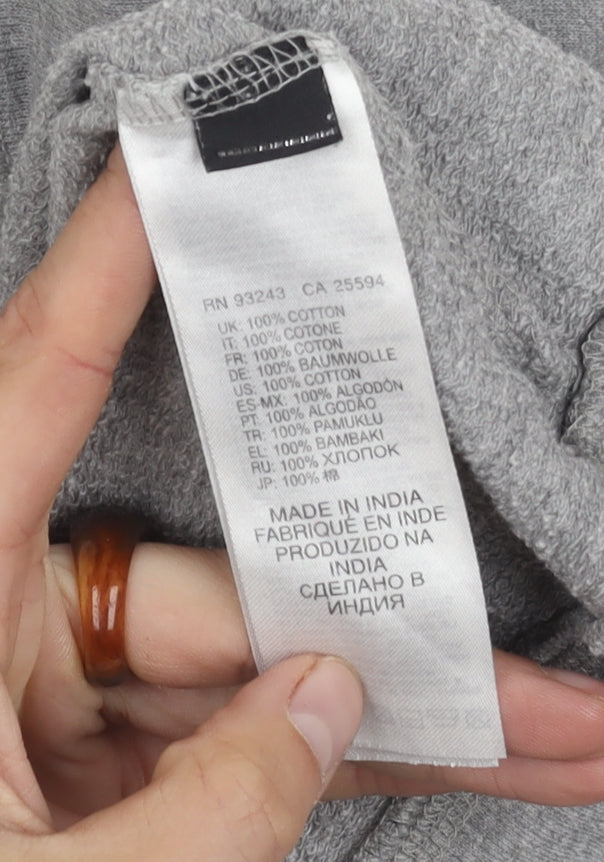 RN 93243 CA 25594
UK: 100% COTTON
IT: 100% COTONE
FR: 100% COTON
DE: 100% BAUMWOLLE
US: 100% COTTON
ES-MX: 100% ALGODÓN
PT: 100% ALGODÃO
TR: 100% PAMUKLU
EL: 100% BAMBAKI
RU: 100% ХЛОПОК
JP: 100% 棉
MADE IN INDIA
FABRIQUÉ EN INDE
PRODUZIDO NA
INDIA
СДЕЛАНО В
ИНДИЯ